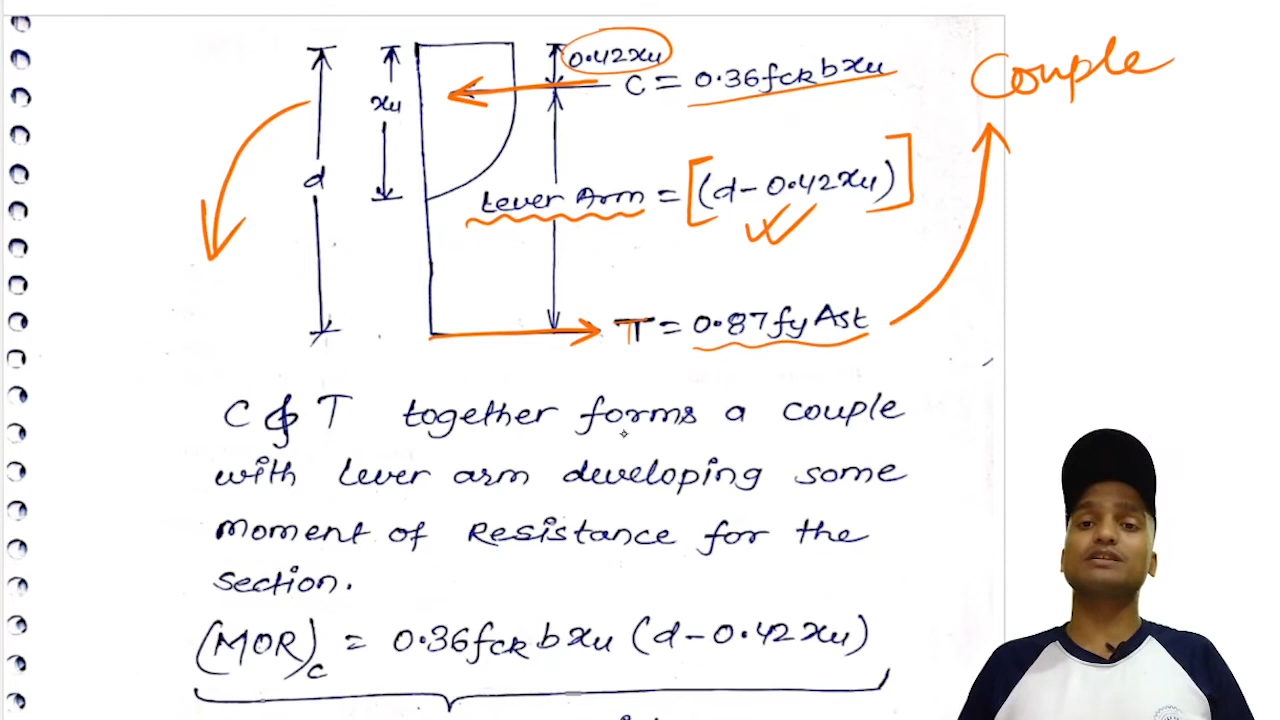 0.42xu
C = 0.36fck bxu
Couple
xu
d
Lever Arm = [(d-0.42xu)]
T = 0.87fy Ast
C & T together forms a couple
with lever arm developing some
moment of Resistance for the
section.
(MOR)c = 0.36fck b xu (d-0.42xu)